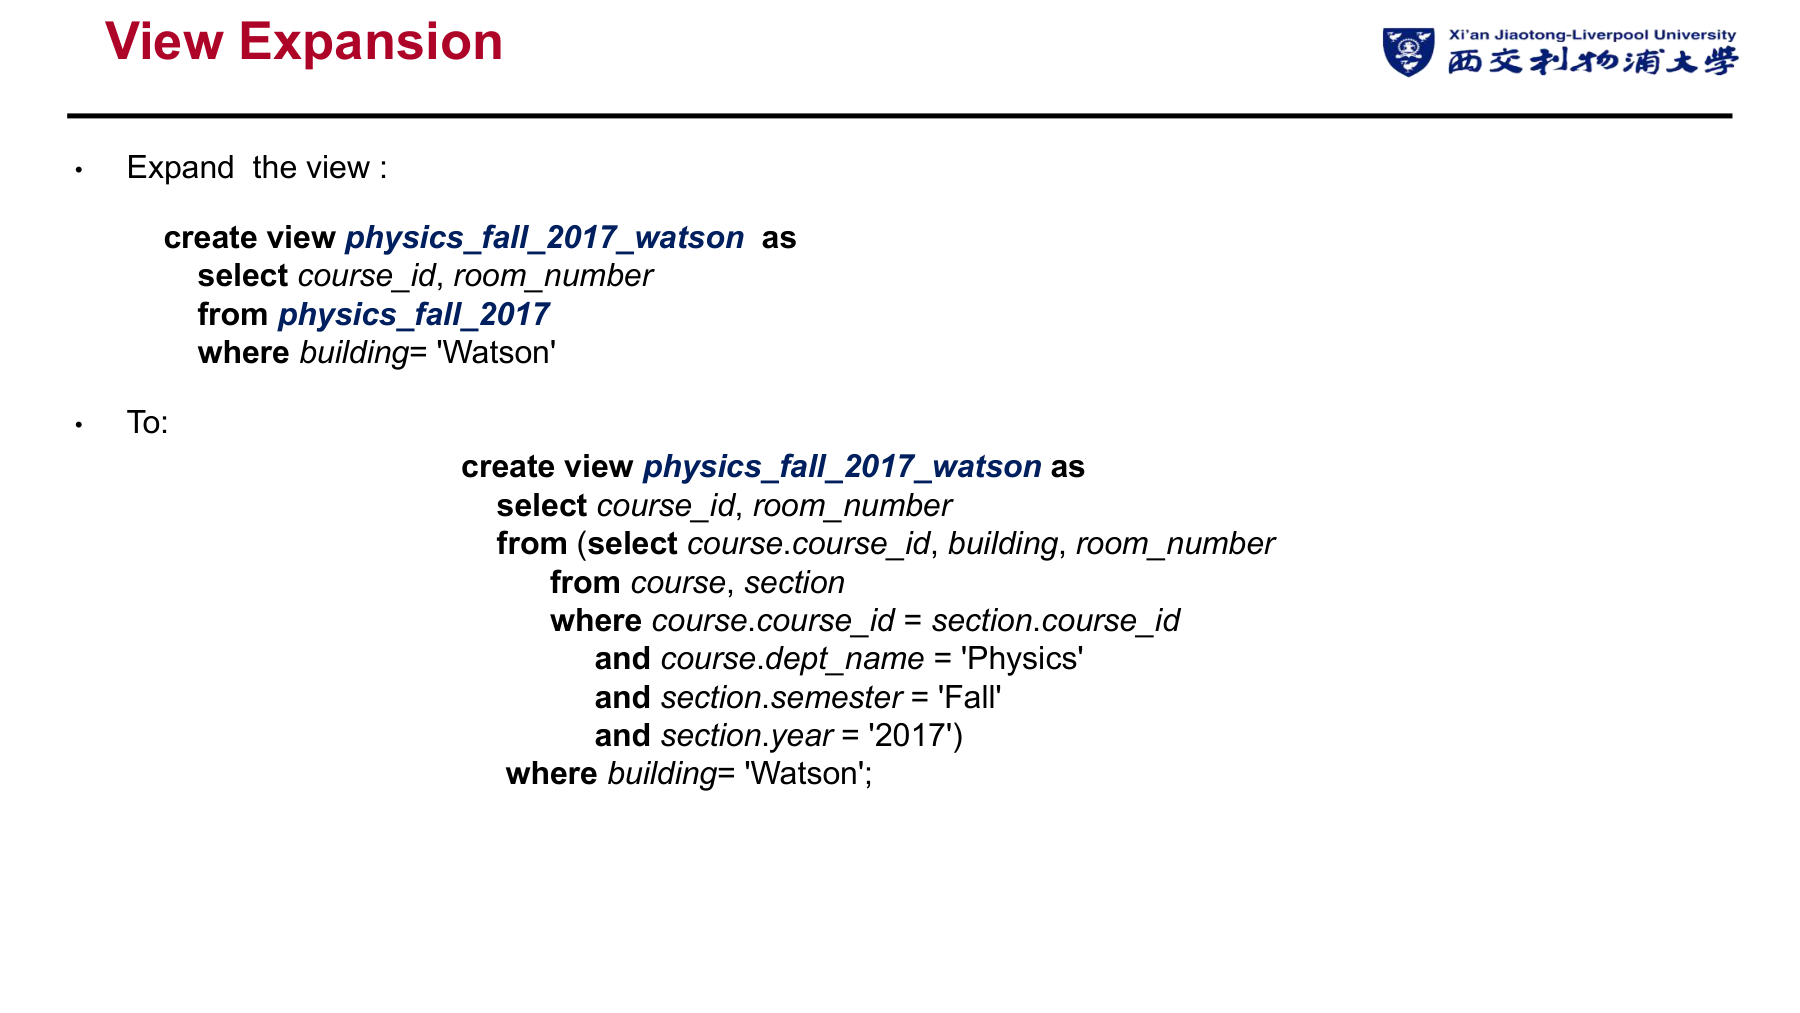 View Expansion
Xi'an Jiaotong-Liverpool University
西交利物浦大學
• Expand  the view :
create view physics_fall_2017_watson  as
select course_id, room_number
from physics_fall_2017
where building= 'Watson'
• To:
create view physics_fall_2017_watson as
select course_id, room_number
from (select course.course_id, building, room_number
from course, section
where course.course_id = section.course_id
and course.dept_name = 'Physics'
and section.semester = 'Fall'
and section.year = '2017')
where building= 'Watson';